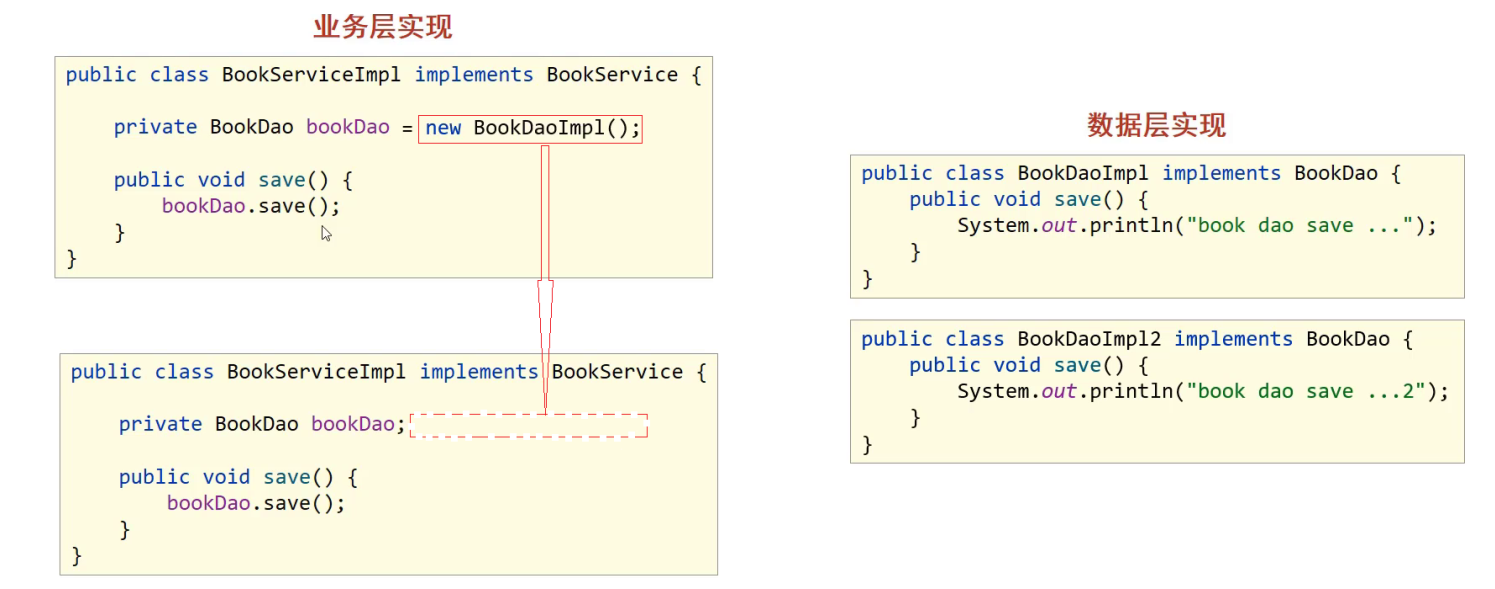 业务层实现
public class BookServiceImpl implements BookService {
    private BookDao bookDao = new BookDaoImpl();
    public void save() {
        bookDao.save();
    }
}
public class BookServiceImpl implements BookService {
    private BookDao bookDao;
    public void save() {
        bookDao.save();
    }
}
数据层实现
public class BookDaoImpl implements BookDao {
    public void save() {
        System.out.println("book dao save ...");
    }
}
public class BookDaoImpl2 implements BookDao {
    public void save() {
        System.out.println("book dao save ...2");
    }
}